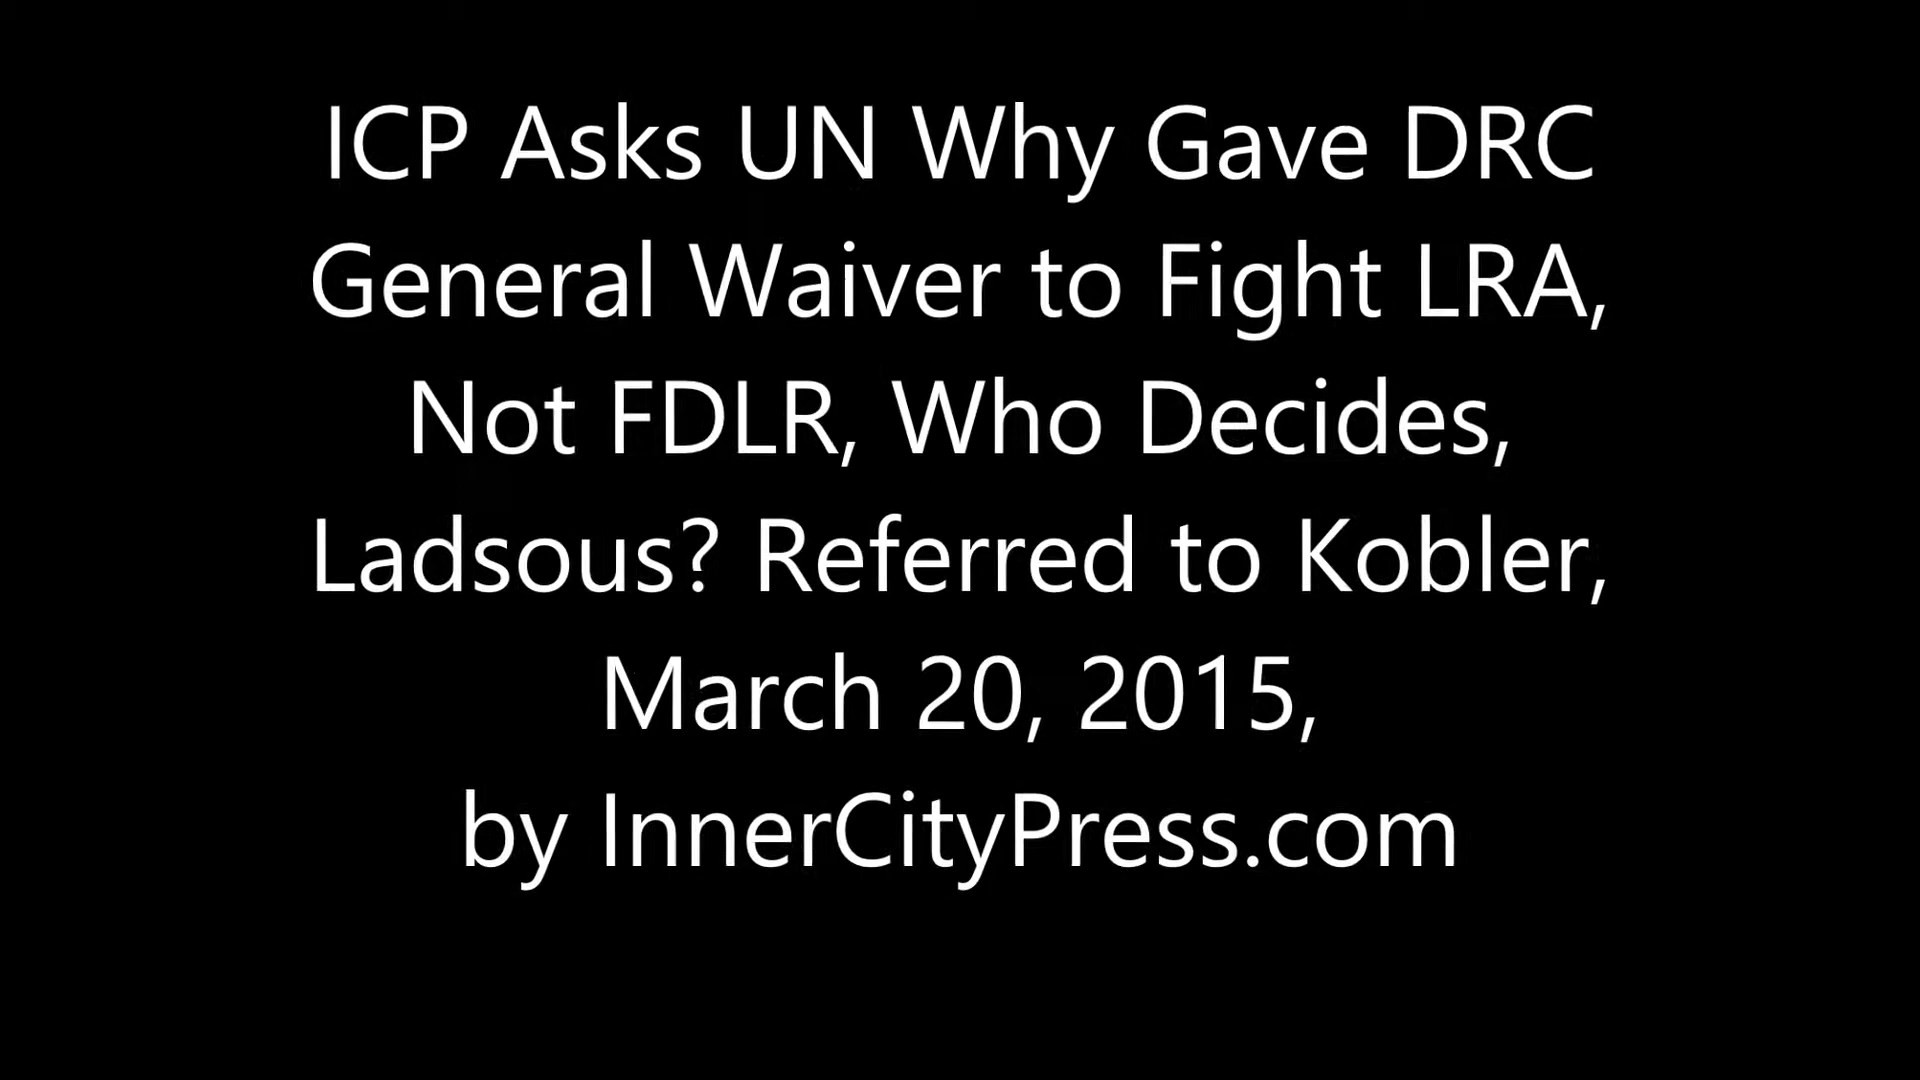 ICP Asks UN Why Gave DRC
General Waiver to Fight LRA,
Not FDLR, Who Decides,
Ladsous? Referred to Kobler,
March 20, 2015,
by InnerCityPress.com